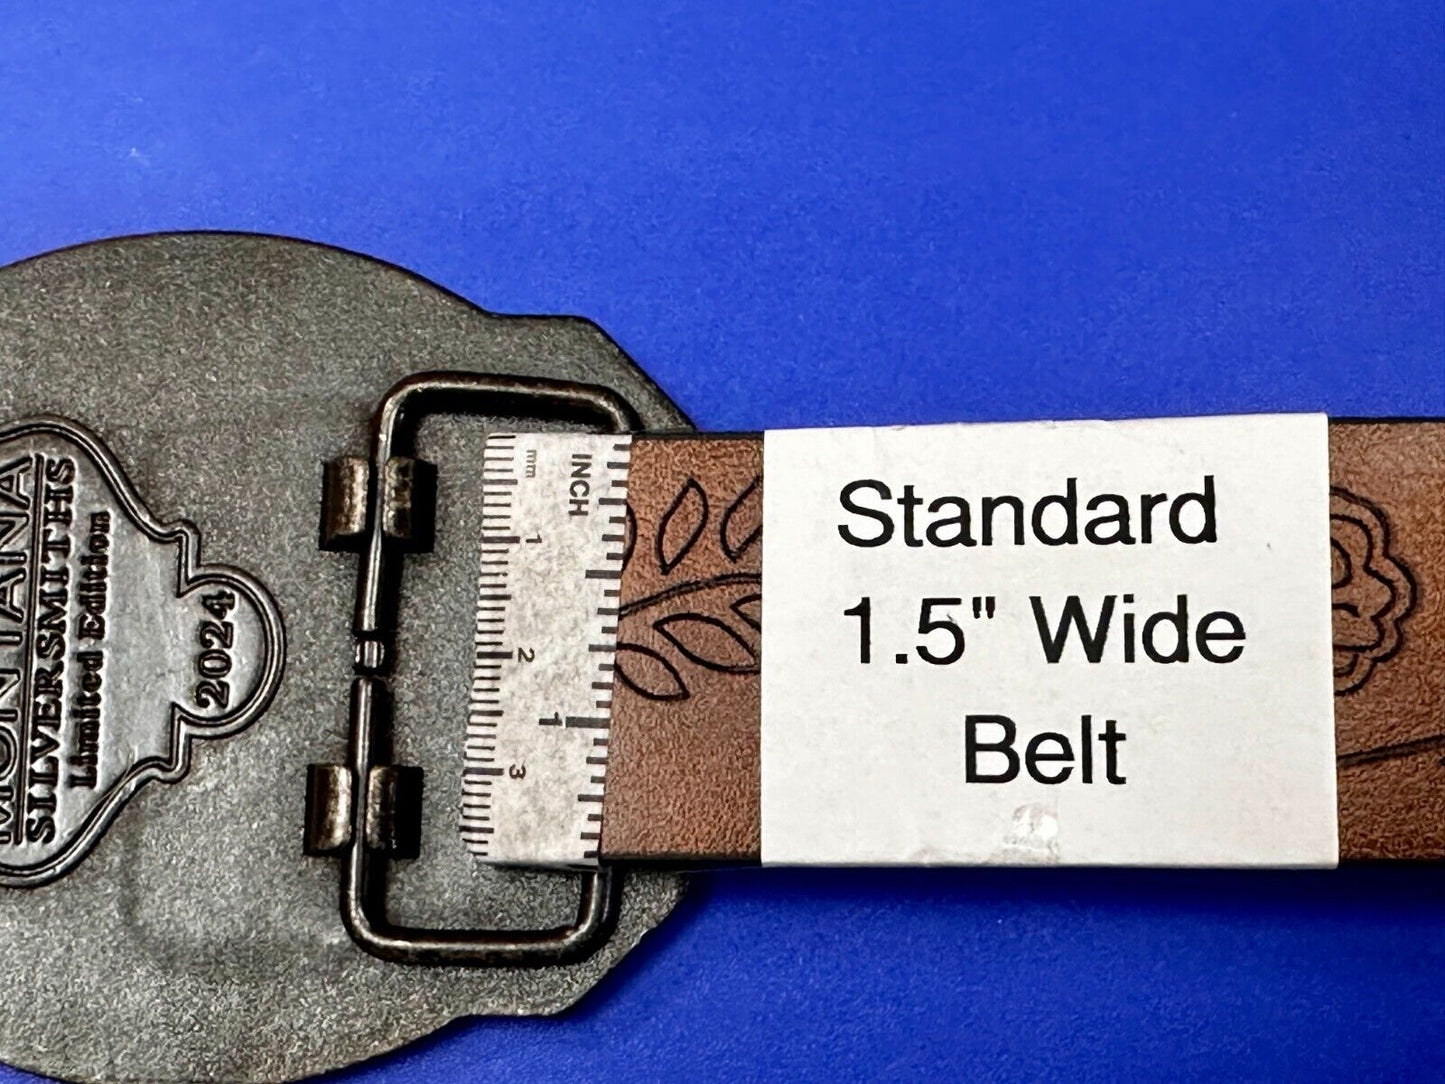 MONTANA
SILVERSMITHS
Limited Edition
2024
mm
INCH
1
2
1
3
Standard
1.5" Wide
Belt